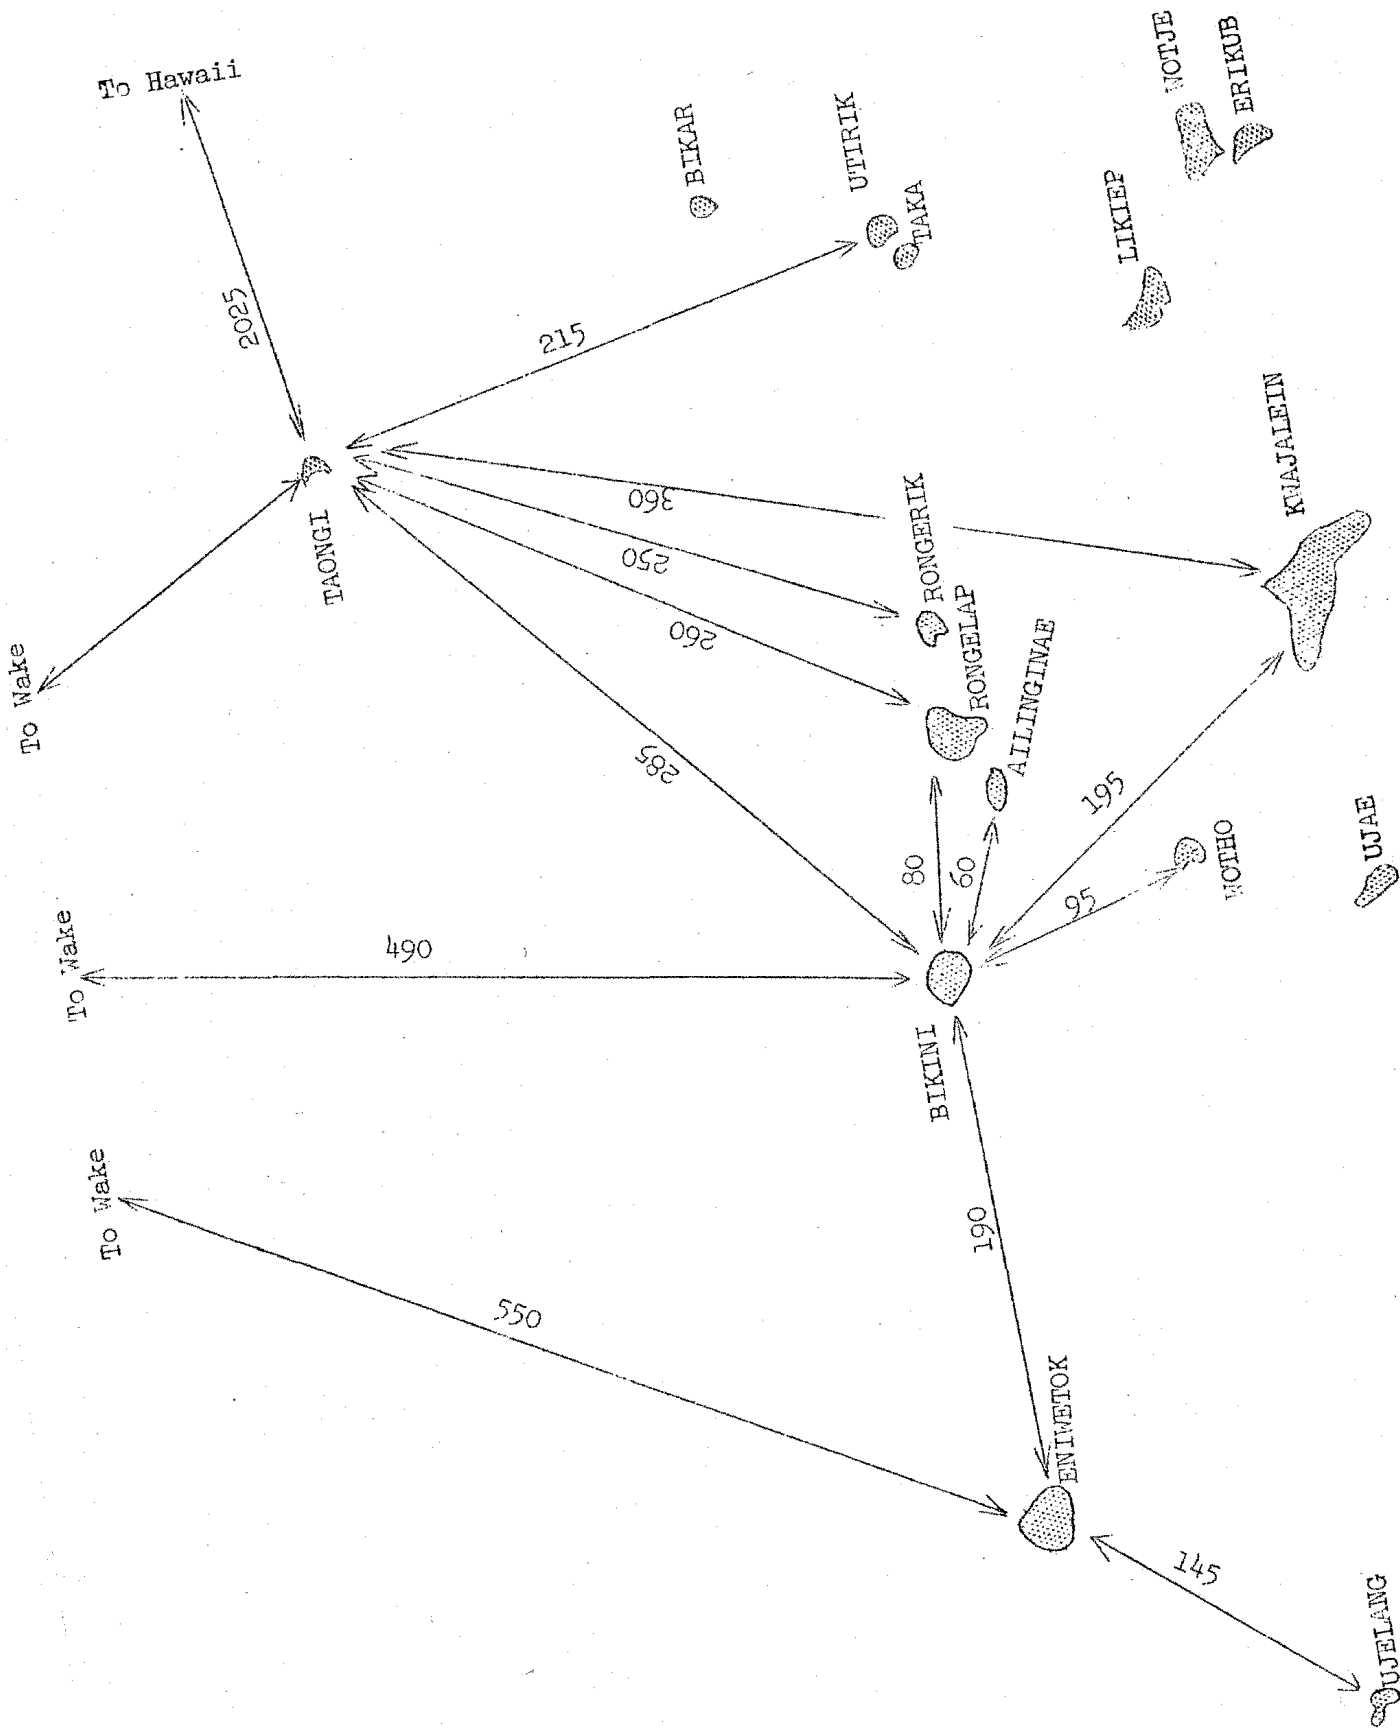 To Hawaii
2025
BIKAR
UTIRIK
TAKA
WOTJE
ERIKUB
LIKIEP
215
TAONGI
To Wake
360
250
260
285
RONGERIK
RONGELAP
AILINGINAE
KWAJALEIN
To Wake
490
80
60
195
95
WOTHO
UJAE
BIKINI
To Wake
550
190
ENIWETOK
145
UJELANG